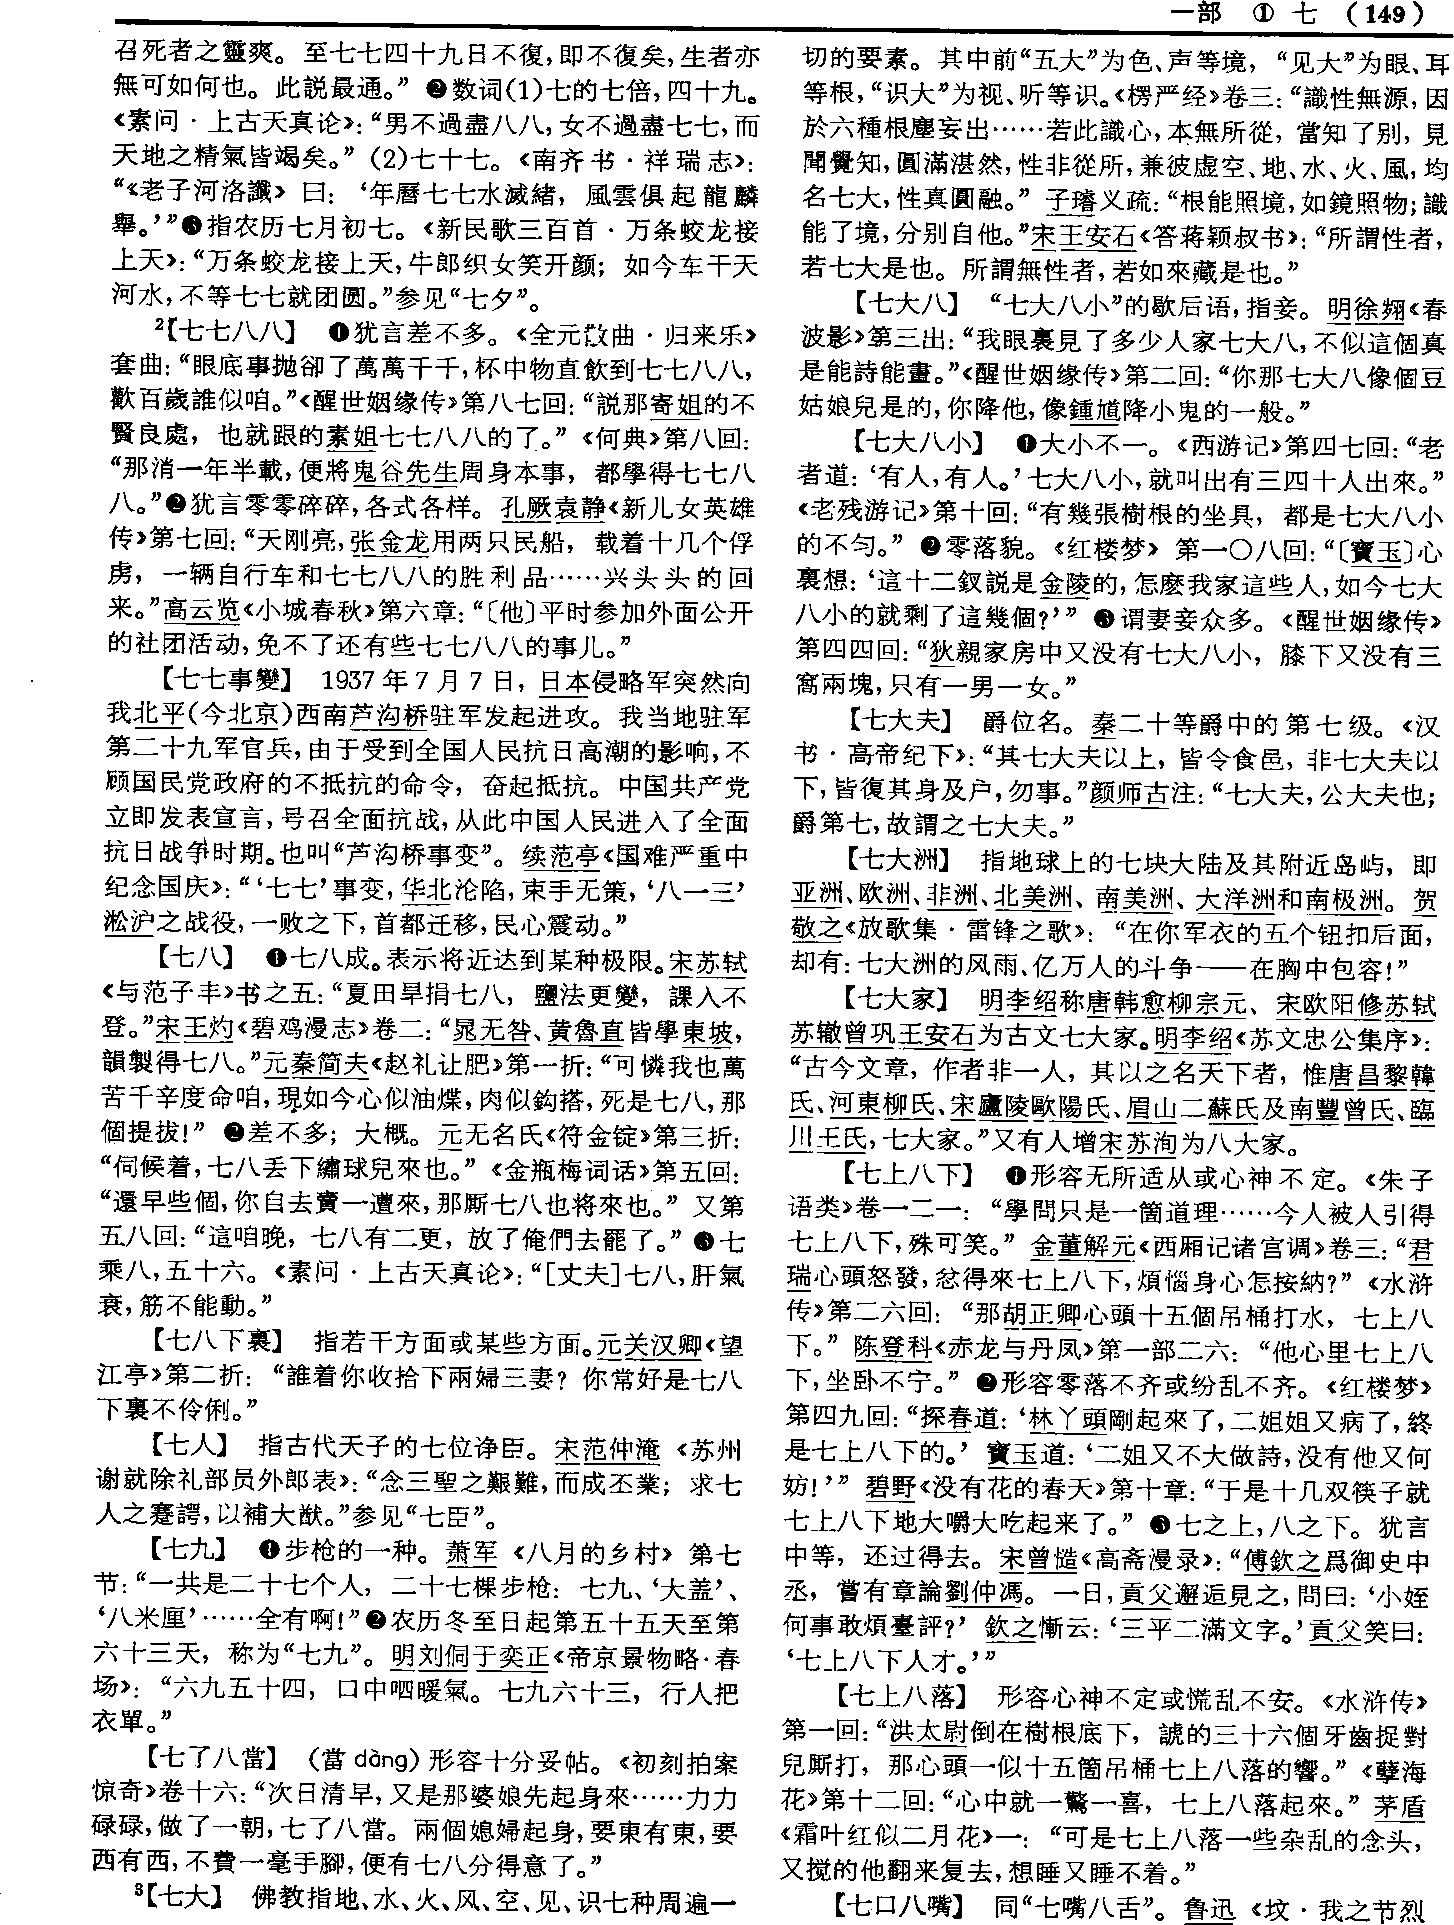 一部 ① 七 （149）
召死者之靈爽。至七七四十九日不復，即不復矣，生者亦
無可如何也。此説最通。”❷数词(1)七的七倍，四十九。
《素问·上古天真论》：“男不過盡八八，女不過盡七七，而
天地之精氣皆竭矣。”(2)七十七。《南齐书·祥瑞志》：
“《老子河洛讖》曰：‘年曆七七水滅緒，風雲俱起龍麟
舉。’”❸指农历七月初七。《新民歌三百首·万条蛟龙接
上天》：“万条蛟龙接上天，牛郎织女笑开颜；如今车干天
河水，不等七七就团圆。”参见“七夕”。
²【七七八八】 ❶犹言差不多。《全元散曲·归来乐》
套曲：“眼底事抛卻了萬萬千千，杯中物直飲到七七八八，
歡百歲誰似咱。”《醒世姻缘传》第八七回：“説那寄姐的不
賢良處，也就跟的素姐七七八八的了。”《何典》第八回：
“那消一年半載，便將鬼谷先生周身本事，都學得七七八
八。”❷犹言零零碎碎，各式各样。孔厥袁静《新儿女英雄
传》第七回：“天刚亮，张金龙用两只民船，载着十几个俘
虏，一辆自行车和七七八八的胜利品……兴头头的回
来。”高云览《小城春秋》第六章：“〔他〕平时参加外面公开
的社团活动，免不了还有些七七八八的事儿。”
【七七事變】 1937年7月7日，日本侵略军突然向
我北平(今北京)西南芦沟桥驻军发起进攻。我当地驻军
第二十九军官兵，由于受到全国人民抗日高潮的影响，不
顾国民党政府的不抵抗的命令，奋起抵抗。中国共产党
立即发表宣言，号召全面抗战，从此中国人民进入了全面
抗日战争时期。也叫“芦沟桥事变”。续范亭《国难严重中
纪念国庆》：“‘七七’事变，华北沦陷，束手无策，‘八一三’
淞沪之战役，一败之下，首都迁移，民心震动。”
【七八】 ❶七八成。表示将近达到某种极限。宋苏轼
《与范子丰》书之五：“夏田旱捐七八，鹽法更變，課入不
登。”宋王灼《碧鸡漫志》卷二：“晁无咎、黄魯直皆學東坡，
韻製得七八。”元秦简夫《赵礼让肥》第一折：“可憐我也萬
苦千辛度命咱，現如今心似油煠，肉似鈎搭，死是七八，那
個提拔！”❷差不多；大概。元无名氏《符金锭》第三折：
“伺候着，七八丢下繡球兒來也。”《金瓶梅词话》第五回：
“還早些個，你自去賣一遭來，那厮七八也将來也。”又第
五八回：“這咱晚，七八有二更，放了俺們去罷了。”❸七
乘八，五十六。《素问·上古天真论》：“[丈夫]七八，肝氣
衰，筋不能動。”
【七八下裏】 指若干方面或某些方面。元关汉卿《望
江亭》第二折：“誰着你收拾下兩婦三妻？你常好是七八
下裏不伶俐。”
【七人】 指古代天子的七位诤臣。宋范仲淹《苏州
谢就除礼部员外郎表》：“念三聖之艱難，而成丕業；求七
人之蹇諤，以補大猷。”参见“七臣”。
【七九】 ❶步枪的一种。萧军《八月的乡村》第七
节：“一共是二十七个人，二十七棵步枪：七九、‘大盖’、
‘八米厘’……全有啊！”❷农历冬至日起第五十五天至第
六十三天，称为“七九”。明刘侗于奕正《帝京景物略·春
场》：“六九五十四，口中呬暖氣。七九六十三，行人把
衣單。”
【七了八當】 (當 dàng)形容十分妥帖。《初刻拍案
惊奇》卷十六：“次日清早，又是那婆娘先起身來……力力
碌碌，做了一朝，七了八當。兩個媳婦起身，要東有東，要
西有西，不費一毫手腳，便有七八分得意了。”
³【七大】 佛教指地、水、火、风、空、见、识七种周遍一
切的要素。其中前“五大”为色、声等境，“见大”为眼、耳
等根，“识大”为视、听等识。《楞严经》卷三：“識性無源，因
於六種根塵妄出……若此識心，本無所從，當知了别，見
聞覺知，圓滿湛然，性非從所，兼彼虚空、地、水、火、風，均
名七大，性真圓融。”子璿义疏：“根能照境，如鏡照物；識
能了境，分别自他。”宋王安石《答蒋颖叔书》：“所謂性者，
若七大是也。所謂無性者，若如來藏是也。”
【七大八】 “七大八小”的歇后语，指妾。明徐翙《春
波影》第三出：“我眼裏見了多少人家七大八，不似這個真
是能詩能畫。”《醒世姻缘传》第二回：“你那七大八像個豆
姑娘兒是的，你降他，像鍾馗降小鬼的一般。”
【七大八小】 ❶大小不一。《西游记》第四七回：“老
者道：‘有人，有人。’七大八小，就叫出有三四十人出來。”
《老残游记》第十回：“有幾張樹根的坐具，都是七大八小
的不匀。”❷零落貌。《红楼梦》第一〇八回：“〔寶玉〕心
裏想：‘這十二釵説是金陵的，怎麽我家這些人，如今七大
八小的就剩了這幾個？’”❸谓妻妾众多。《醒世姻缘传》
第四四回：“狄親家房中又没有七大八小，膝下又没有三
窩兩塊，只有一男一女。”
【七大夫】 爵位名。秦二十等爵中的第七级。《汉
书·高帝纪下》：“其七大夫以上，皆令食邑，非七大夫以
下，皆復其身及户，勿事。”颜师古注：“七大夫，公大夫也；
爵第七，故謂之七大夫。”
【七大洲】 指地球上的七块大陆及其附近岛屿，即
亚洲、欧洲、非洲、北美洲、南美洲、大洋洲和南极洲。贺
敬之《放歌集·雷锋之歌》：“在你军衣的五个钮扣后面，
却有：七大洲的风雨、亿万人的斗争——在胸中包容！”
【七大家】 明李绍称唐韩愈柳宗元、宋欧阳修苏轼
苏辙曾巩王安石为古文七大家。明李绍《苏文忠公集序》：
“古今文章，作者非一人，其以之名天下者，惟唐昌黎韓
氏、河東柳氏、宋廬陵歐陽氏、眉山二蘇氏及南豐曾氏、臨
川王氏，七大家。”又有人增宋苏洵为八大家。
【七上八下】 ❶形容无所适从或心神不定。《朱子
语类》卷一二一：“學問只是一箇道理……今人被人引得
七上八下，殊可笑。”金董解元《西厢记诸宫调》卷三：“君
瑞心頭怒發，忿得來七上八下，煩惱身心怎按納？”《水浒
传》第二六回：“那胡正卿心頭十五個吊桶打水，七上八
下。”陈登科《赤龙与丹凤》第一部二六：“他心里七上八
下，坐卧不宁。”❷形容零落不齐或纷乱不齐。《红楼梦》
第四九回：“探春道：‘林丫頭剛起來了，二姐姐又病了，終
是七上八下的。’寶玉道：‘二姐又不大做詩，没有他又何
妨！’”碧野《没有花的春天》第十章：“于是十几双筷子就
七上八下地大嚼大吃起来了。”❸七之上，八之下。犹言
中等，还过得去。宋曾慥《高斋漫录》：“傅欽之爲御史中
丞，嘗有章論劉仲馮。一日，貢父邂逅見之，問曰：‘小姪
何事敢煩臺評？’欽之慚云：‘三平二滿文字。’貢父笑曰：
‘七上八下人才。’”
【七上八落】 形容心神不定或慌乱不安。《水浒传》
第一回：“洪太尉倒在樹根底下，諕的三十六個牙齒捉對
兒厮打，那心頭一似十五箇吊桶七上八落的響。”《孽海
花》第十二回：“心中就一驚一喜，七上八落起來。”茅盾
《霜叶红似二月花》一：“可是七上八落一些杂乱的念头，
又搅的他翻来复去，想睡又睡不着。”
【七口八嘴】 同“七嘴八舌”。鲁迅《坟·我之节烈